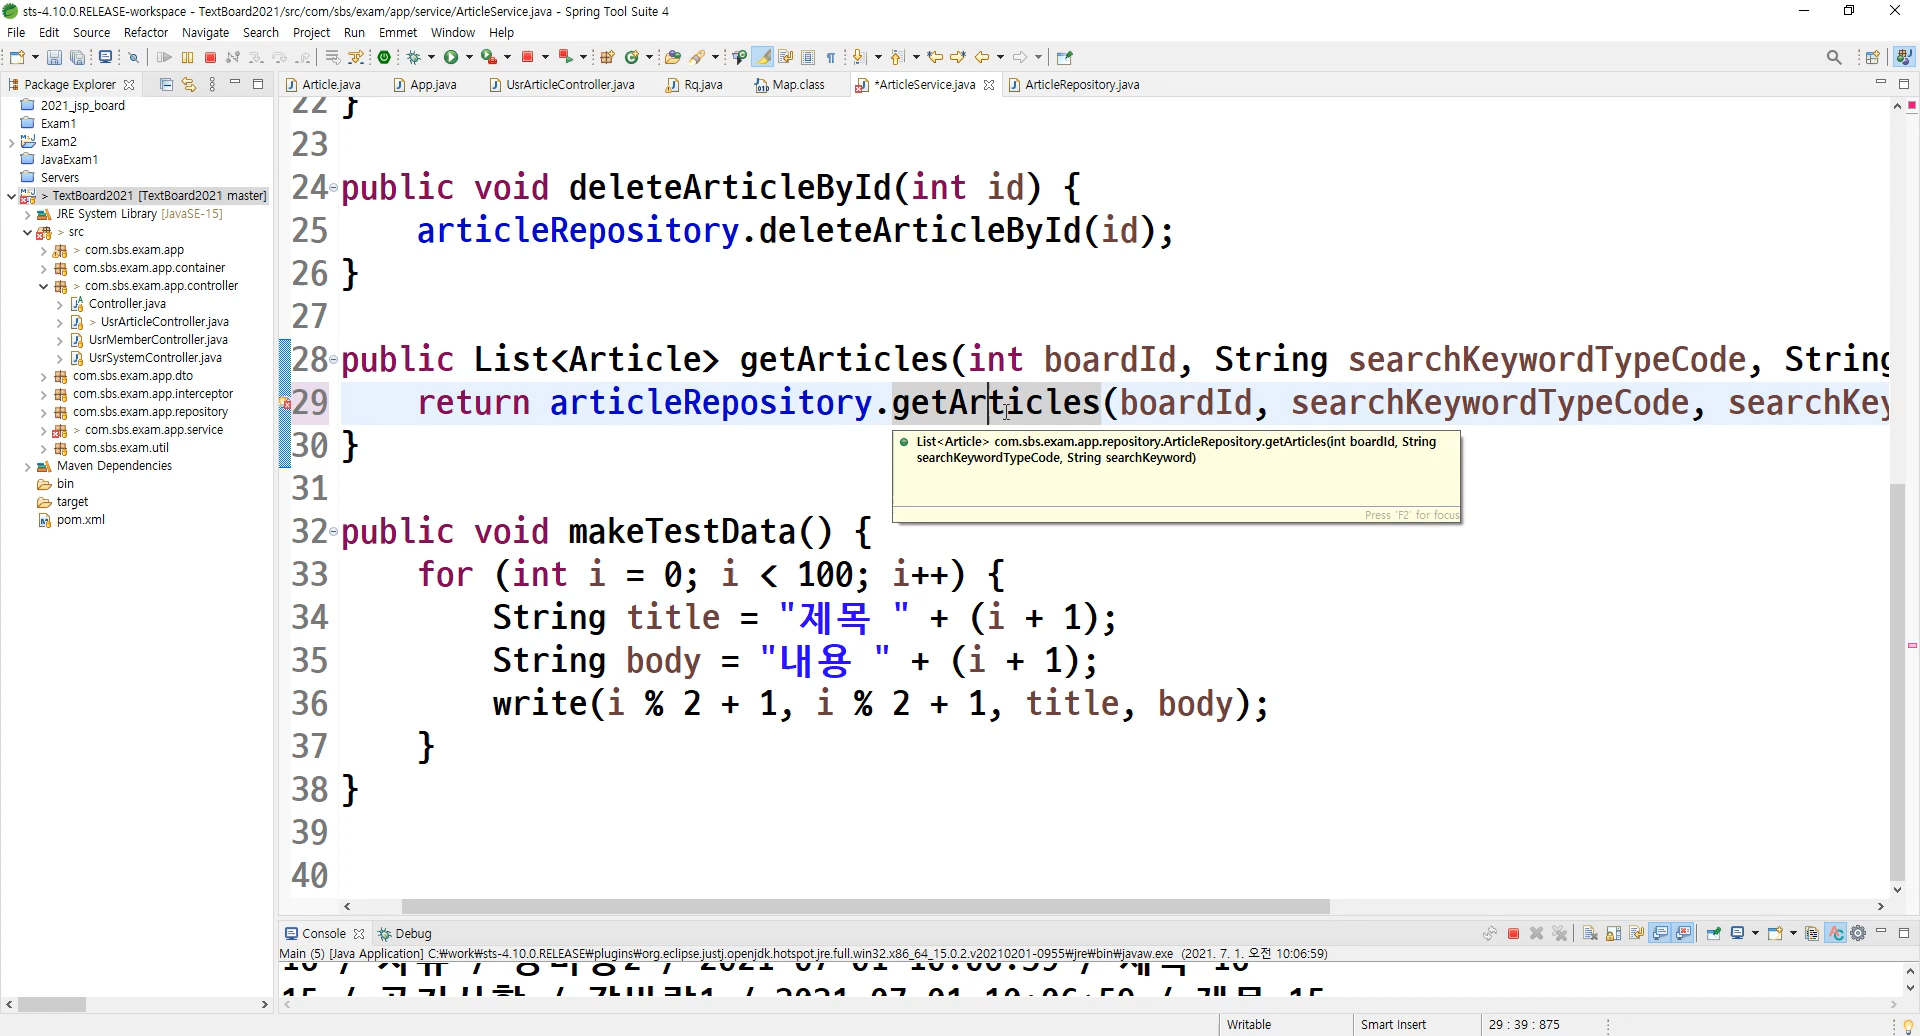 sts-4.10.0.RELEASE-workspace - TextBoard2021/src/com/sbs/exam/app/service/ArticleService.java - Spring Tool Suite 4
File Edit Source Refactor Navigate Search Project Run Emmet Window Help
Package Explorer
Article.java App.java UsrArticleController.java Rq.java Map.class *ArticleService.java ArticleRepository.java
2021_jsp_board
Exam1
Exam2
JavaExam1
Servers
> TextBoard2021 [TextBoard2021 master]
JRE System Library [JavaSE-15]
> src
> com.sbs.exam.app
com.sbs.exam.app.container
> com.sbs.exam.app.controller
Controller.java
> UsrArticleController.java
UsrMemberController.java
UsrSystemController.java
com.sbs.exam.app.dto
com.sbs.exam.app.interceptor
com.sbs.exam.app.repository
> com.sbs.exam.app.service
com.sbs.exam.util
Maven Dependencies
bin
target
pom.xml
22 }
23
24 public void deleteArticleById(int id) {
25 articleRepository.deleteArticleById(id);
26 }
27
28 public List<Article> getArticles(int boardId, String searchKeywordTypeCode, String
29 return articleRepository.getArticles(boardId, searchKeywordTypeCode, searchKey
30 }
List<Article> com.sbs.exam.app.repository.ArticleRepository.getArticles(int boardId, String
searchKeywordTypeCode, String searchKeyword)
Press 'F2' for focus
31
32 public void makeTestData() {
33 for (int i = 0; i < 100; i++) {
34 String title = "제목 " + (i + 1);
35 String body = "내용 " + (i + 1);
36 write(i % 2 + 1, i % 2 + 1, title, body);
37 }
38 }
39
40
Console Debug
Main (5) [Java Application] C:₩work₩sts-4.10.0.RELEASE₩plugins₩org.eclipse.justj.openjdk.hotspot.jre.full.win32.x86_64_15.0.2.v20210201-0955₩jre₩bin₩javaw.exe (2021. 7. 1. 오전 10:06:59)
Writable Smart Insert 29 : 39 : 875